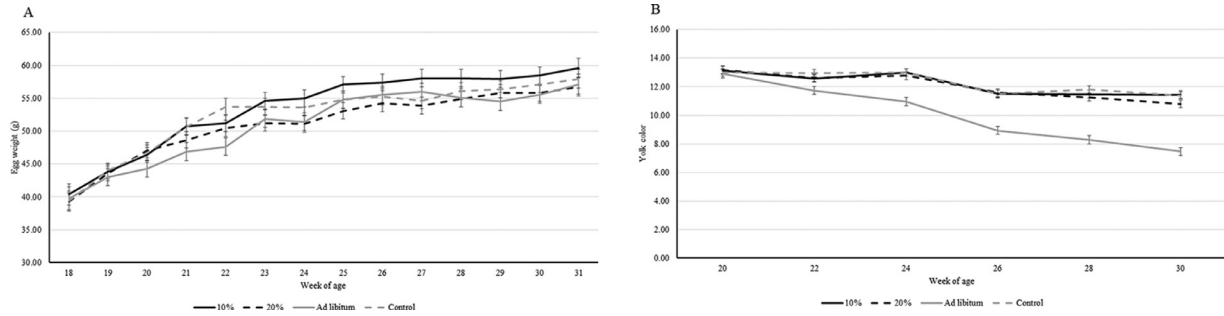 A
Egg weight (g)
60.00
55.00
50.00
45.00
40.00
35.00
30.00
65.00
18 19 20 21 22 23 24 25 26 27 28 29 30 31
Week of age
10% 20% Ad libitum Control
B
Yolk color
16.00
14.00
12.00
10.00
8.00
6.00
4.00
2.00
0.00
20 22 24 26 28 30
Week of age
10% 20% Ad libitum Control